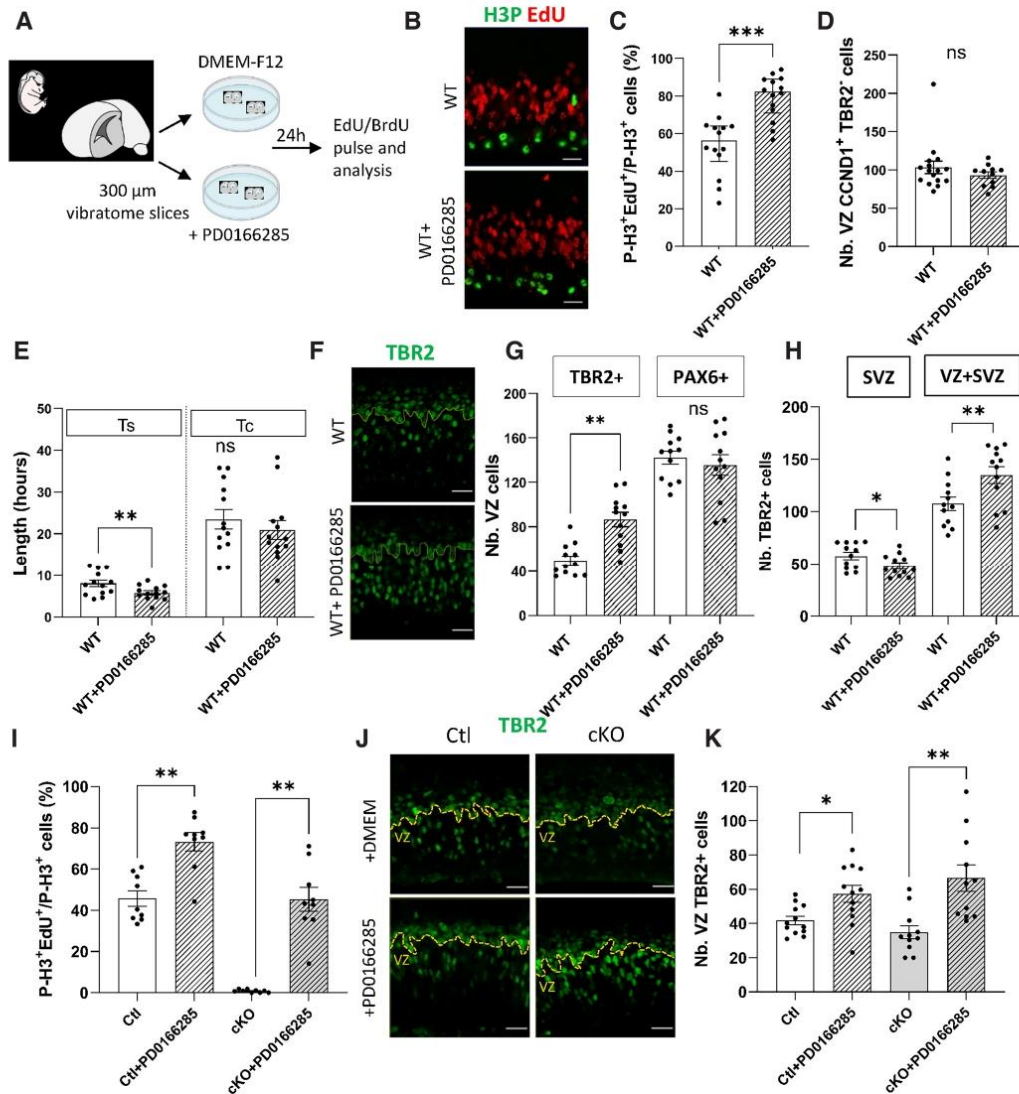 A
DMEM-F12
24h
EdU/BrdU
pulse and
analysis
300 µm
vibratome slices
+ PD0166285
B
H3P EdU
WT
WT+
PD0166285
C
***
P-H3⁺EdU⁺/P-H3⁺ cells (%)
100
80
60
40
20
0
WT
WT+PD0166285
D
ns
Nb. VZ CCND1⁺ TBR2⁻ cells
250
200
150
100
50
0
WT
WT+PD0166285
E
Length (hours)
50
40
30
20
10
0
Ts
Tc
**
ns
WT
WT+PD0166285
WT
WT+PD0166285
F
TBR2
WT
WT+ PD0166285
G
TBR2+
PAX6+
**
ns
Nb. VZ cells
200
160
120
80
40
0
WT
WT+PD0166285
WT
WT+PD0166285
H
SVZ
VZ+SVZ
*
**
Nb. TBR2+ cells
200
150
100
50
0
WT
WT+PD0166285
WT
WT+PD0166285
I
P-H3⁺EdU⁺/P-H3⁺ cells (%)
100
80
60
40
20
0
**
**
Ctl
Ctl+PD0166285
cKO
cKO+PD0166285
J
TBR2
Ctl
cKO
+DMEM
+PD0166285
VZ
VZ
VZ
VZ
K
Nb. VZ TBR2+ cells
120
100
80
60
40
20
0
*
**
Ctl
Ctl+PD0166285
cKO
cKO+PD0166285